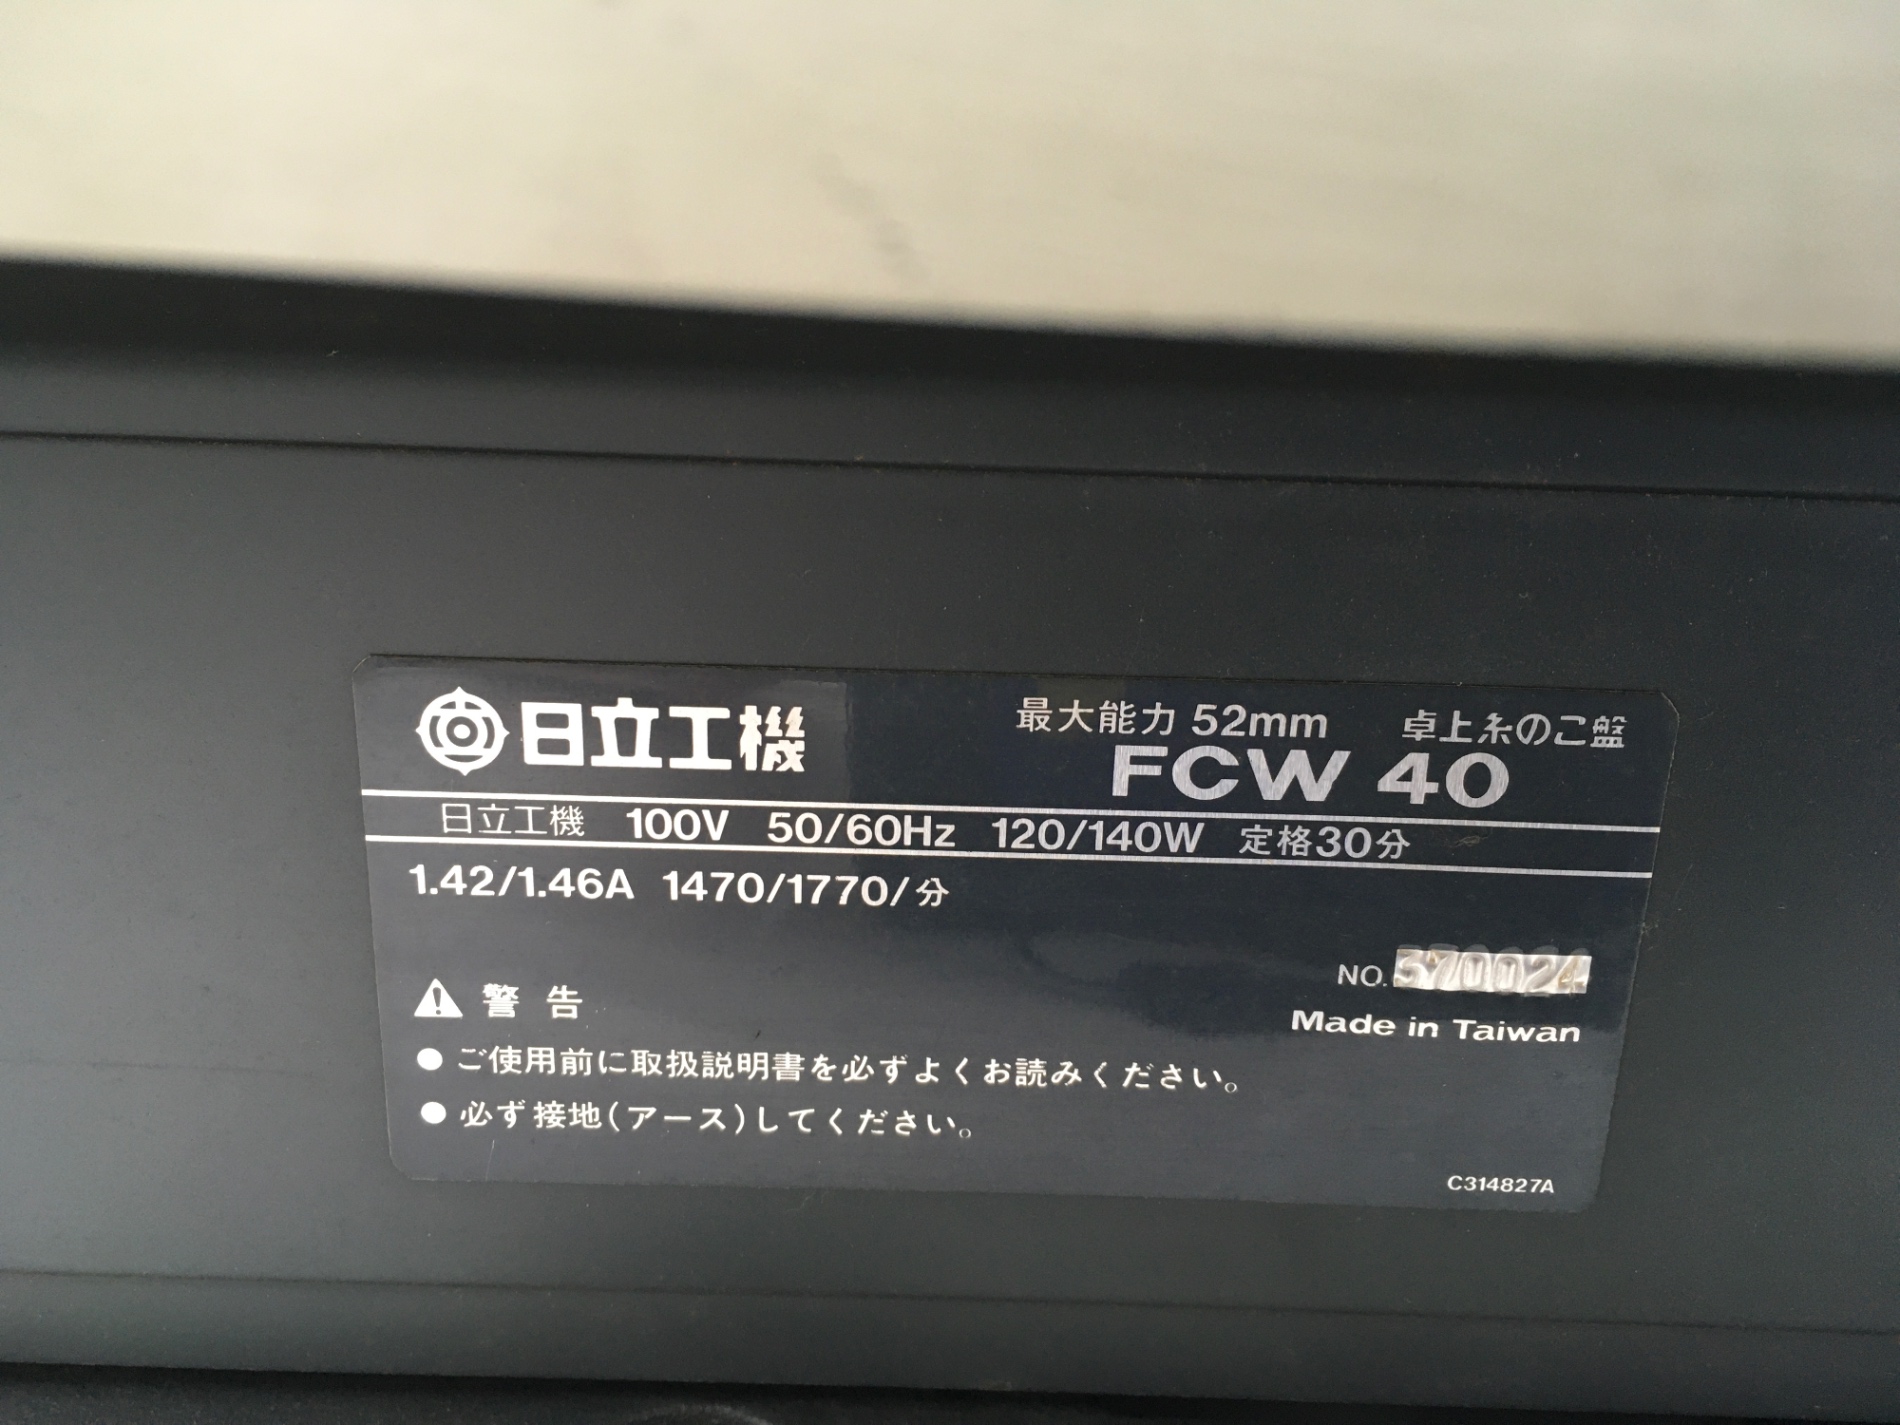 日立工機
最大能力 52mm 卓上糸のこ盤
FCW 40
日立工機 100V 50/60Hz 120/140W 定格30分
1.42/1.46A 1470/1770/分
NO. 570024
Made in Taiwan
警告
● ご使用前に取扱説明書を必ずよくお読みください。
● 必ず接地(アース)してください。
C314827A